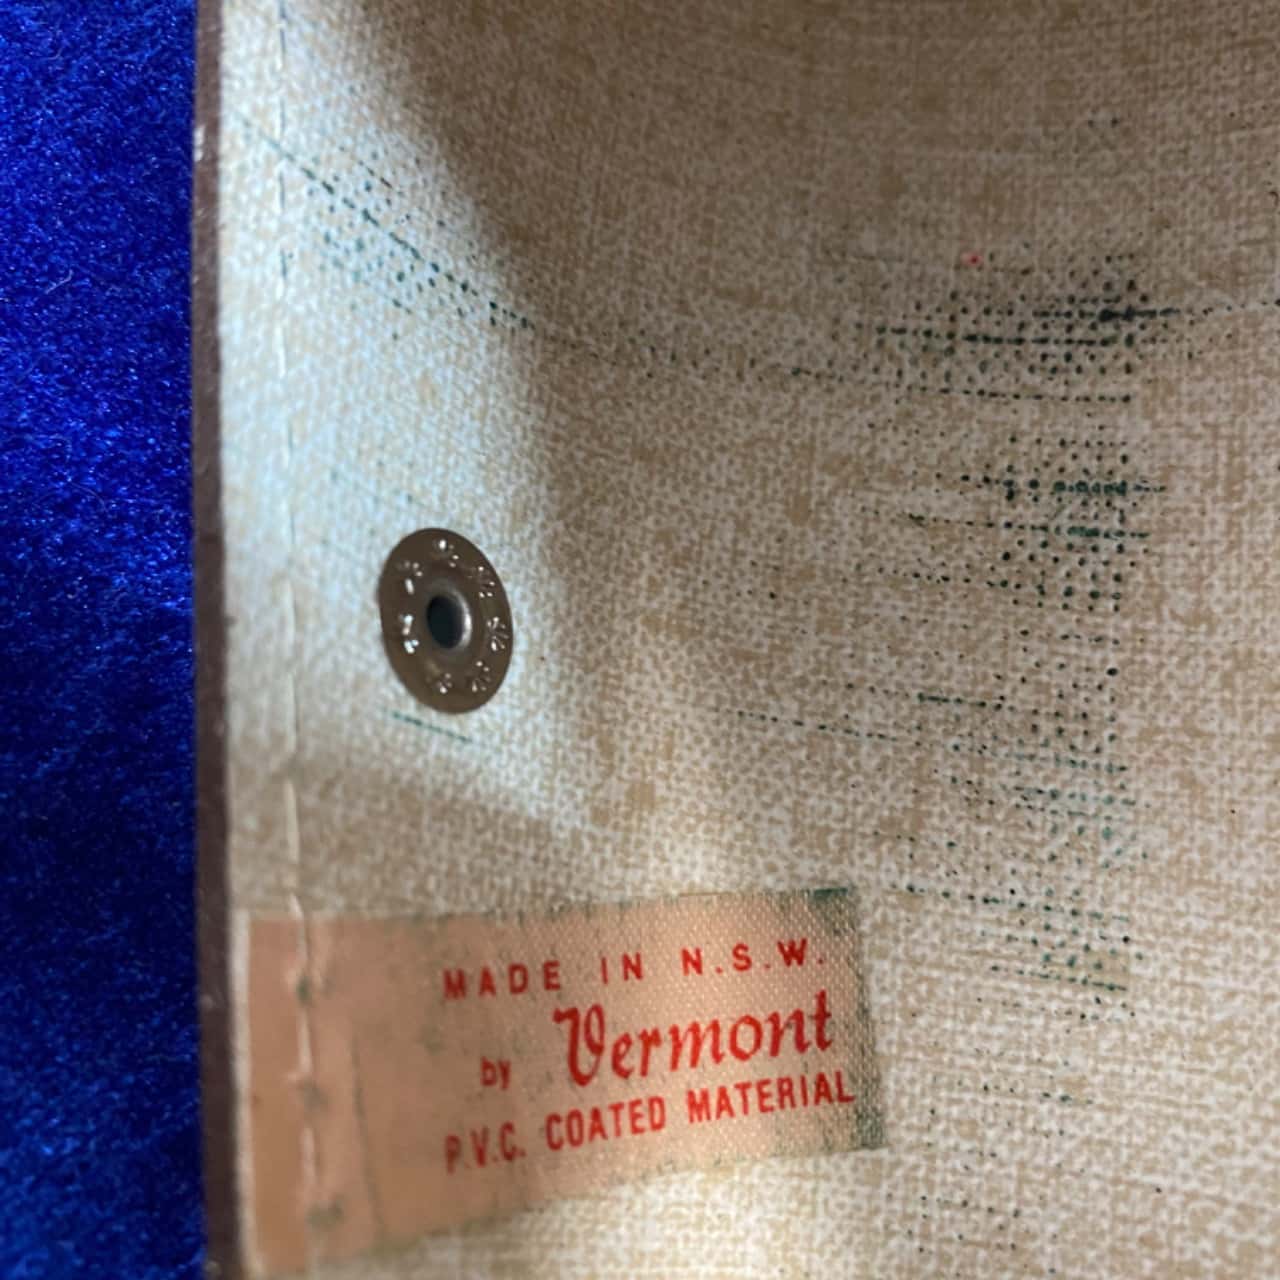 MADE IN N.S.W.
by Vermont
P.V.C. COATED MATERIAL